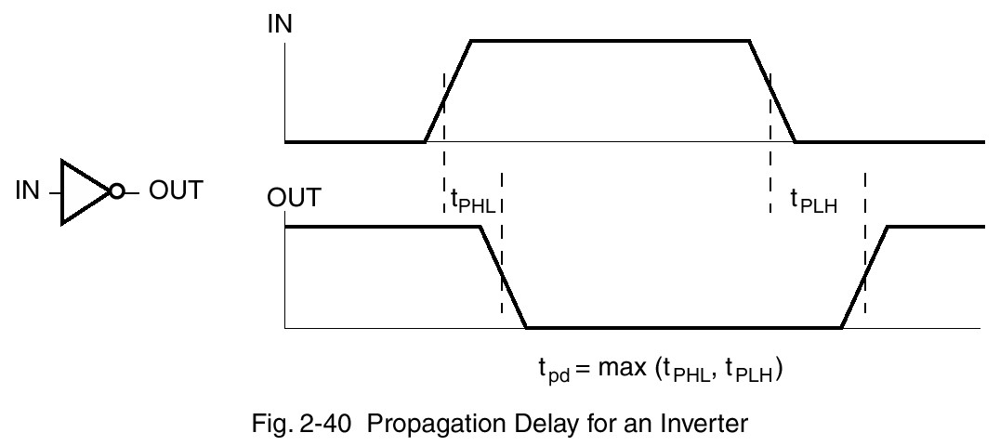 IN
IN
OUT
OUT
tPHL
tPLH
tpd = max (tPHL, tPLH)
Fig. 2-40 Propagation Delay for an Inverter